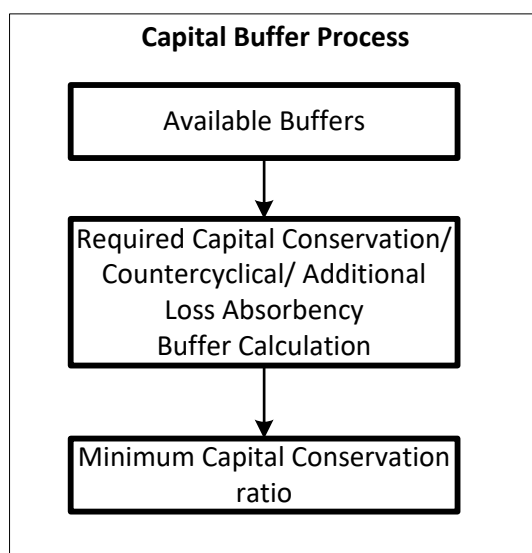 Capital Buffer Process
Available Buffers
Required Capital Conservation/
Countercyclical/ Additional
Loss Absorbency
Buffer Calculation
Minimum Capital Conservation
ratio